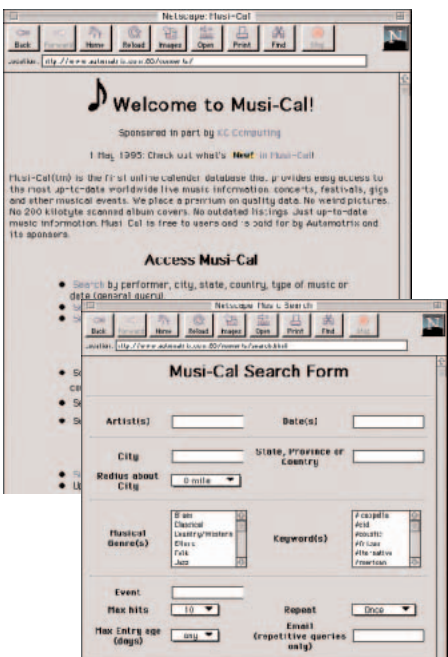 Netscape: Musi-Cal
Back Forward Home Reload Images Open Print Find Stop
N
Location:
Welcome to Musi-Cal!
Sponsored in part by KC Computing
1 May 1995: Check out what's New! in Musi-Cal!
Musi-Cal(tm) is the first online calendar database that provides easy access to
the most up-to-date worldwide live music information: concerts, festivals, gigs
and other musical events. We place a premium on quality data. No weird pictures.
No 200 kilobyte scanned album covers. No outdated listings. Just up-to-date
music information. Musi-Cal is free to users and is paid for by Automatrix and
its sponsors.
Access Musi-Cal
Search by performer, city, state, country, type of music or
date (general query).
Netscape: Music Search
Back Forward Home Reload Images Open Print Find Stop
N
Location:
Musi-Cal Search Form
Artist(s)
Date(s)
City
State, Province or
Country
Radius about
City
0 mile
Musical
Genre(s)
Blues
Classical
Country/Western
Ethnic
Folk
Jazz
Keyword(s)
A cappella
Acid
Acoustic
African
Alternative
American
Event
Max hits
10
Repeat
Once
Max Entry age
(days)
any
Email
(repetitive queries
only)